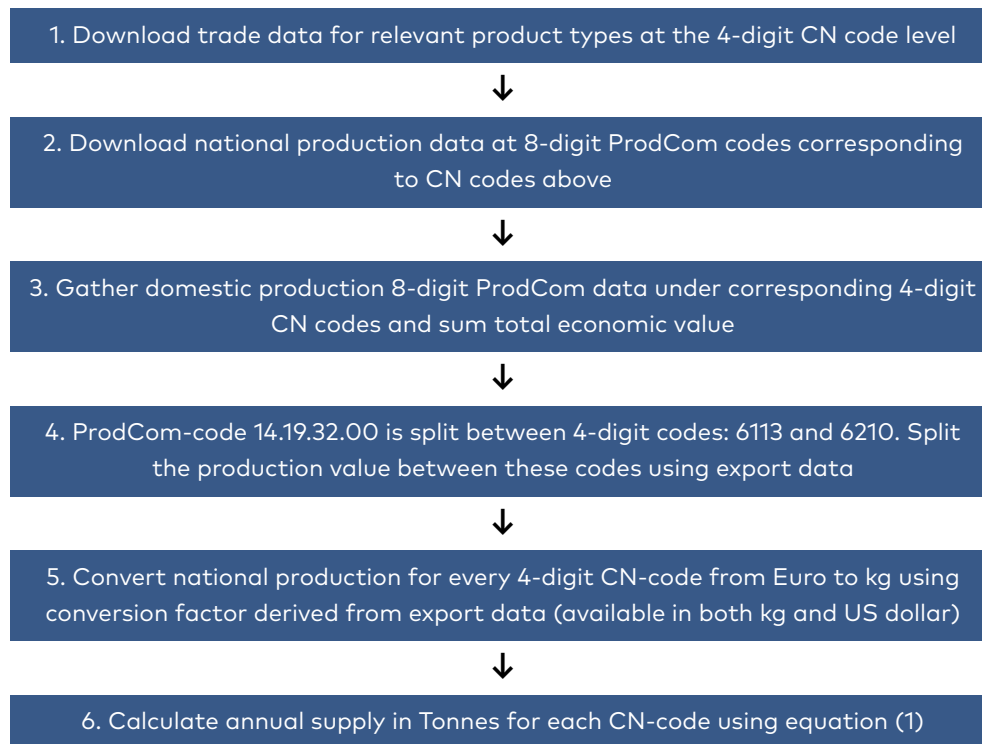 1. Download trade data for relevant product types at the 4-digit CN code level
2. Download national production data at 8-digit ProdCom codes corresponding
to CN codes above
3. Gather domestic production 8-digit ProdCom data under corresponding 4-digit
CN codes and sum total economic value
4. ProdCom-code 14.19.32.00 is split between 4-digit codes: 6113 and 6210. Split
the production value between these codes using export data
5. Convert national production for every 4-digit CN-code from Euro to kg using
conversion factor derived from export data (available in both kg and US dollar)
6. Calculate annual supply in Tonnes for each CN-code using equation (1)